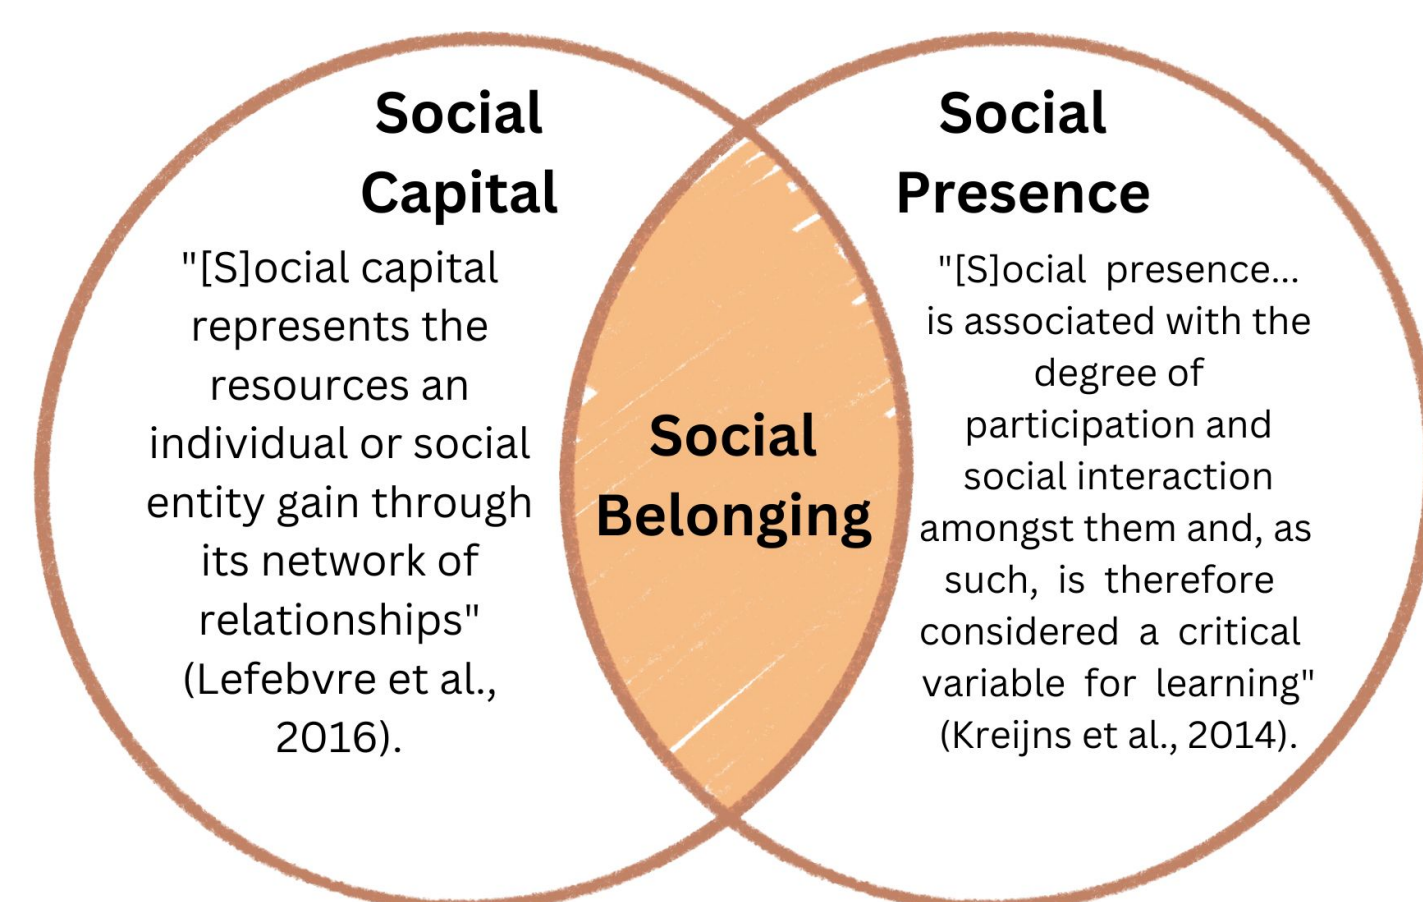 Social
Capital
"[S]ocial capital
represents the
resources an
individual or social
entity gain through
its network of
relationships"
(Lefebvre et al.,
2016).
Social
Belonging
Social
Presence
"[S]ocial presence...
is associated with the
degree of
participation and
social interaction
amongst them and, as
such, is therefore
considered a critical
variable for learning"
(Kreijns et al., 2014).